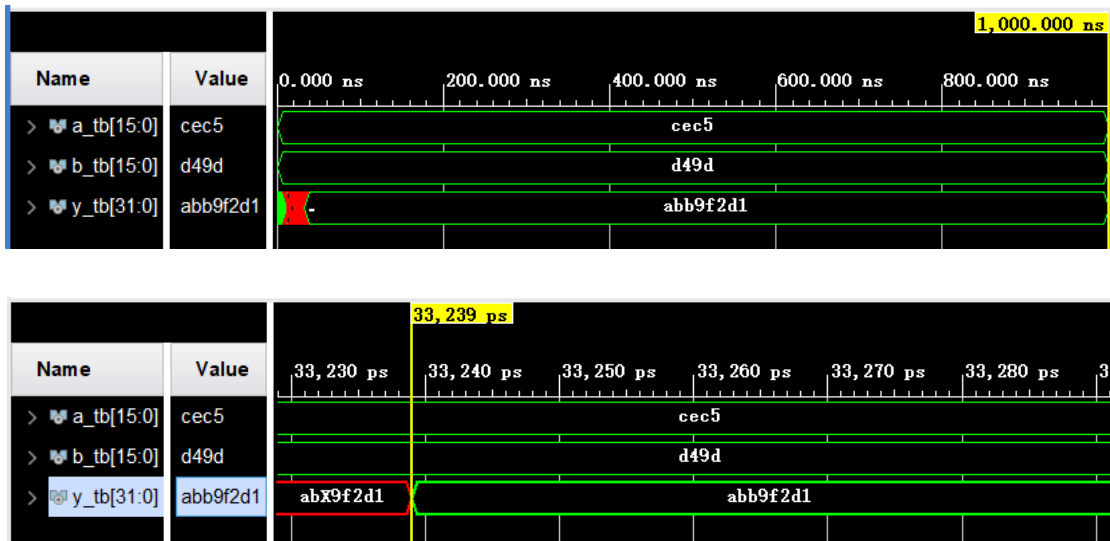 1,000.000 ns
Name Value 0.000 ns 200.000 ns 400.000 ns 600.000 ns 800.000 ns
a_tb[15:0] cec5 cec5
b_tb[15:0] d49d d49d
y_tb[31:0] abb9f2d1 abb9f2d1
33,239 ps
Name Value 33,230 ps 33,240 ps 33,250 ps 33,260 ps 33,270 ps 33,280 ps 3
a_tb[15:0] cec5 cec5
b_tb[15:0] d49d d49d
y_tb[31:0] abb9f2d1 abX9f2d1 abb9f2d1